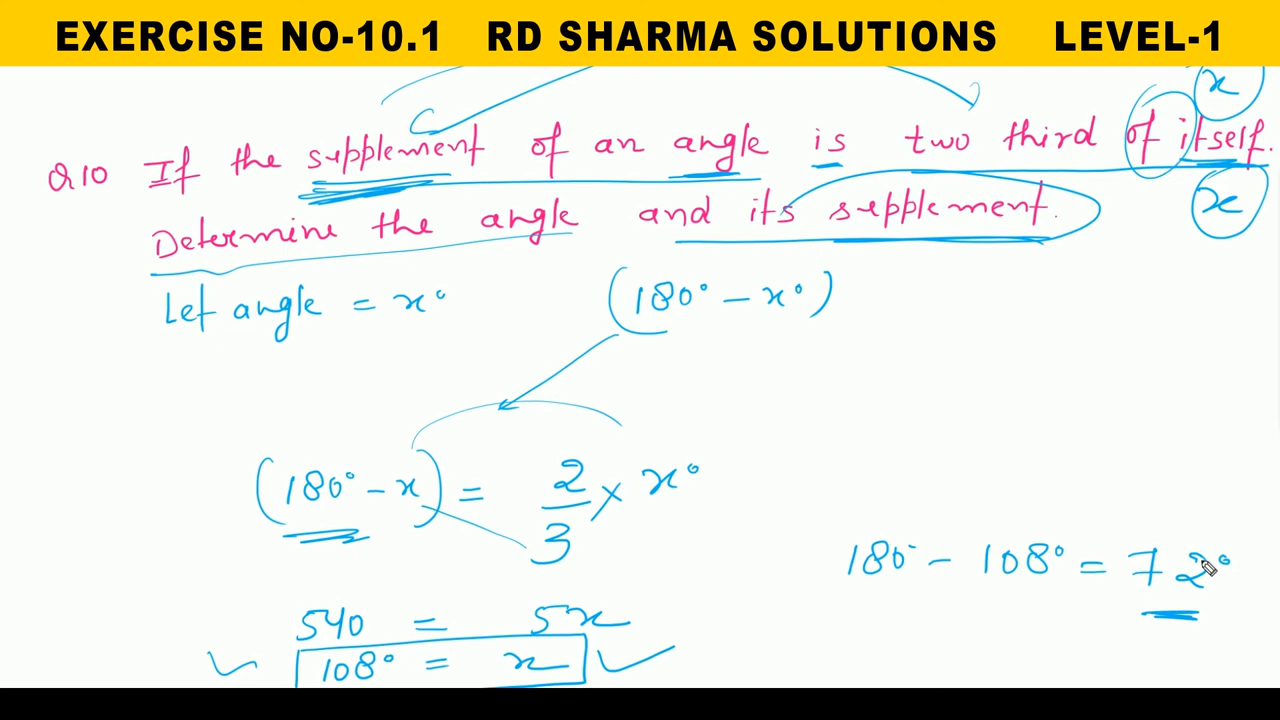 EXERCISE NO-10.1 RD SHARMA SOLUTIONS LEVEL-1
x
Q10 If the supplement of an angle is two third of itself.
x
Determine the angle and its supplement.
Let angle = x° (180° - x°)
(180° - x) = 2/3 × x°
180° - 108° = 72°
540 = 5x
108° = x